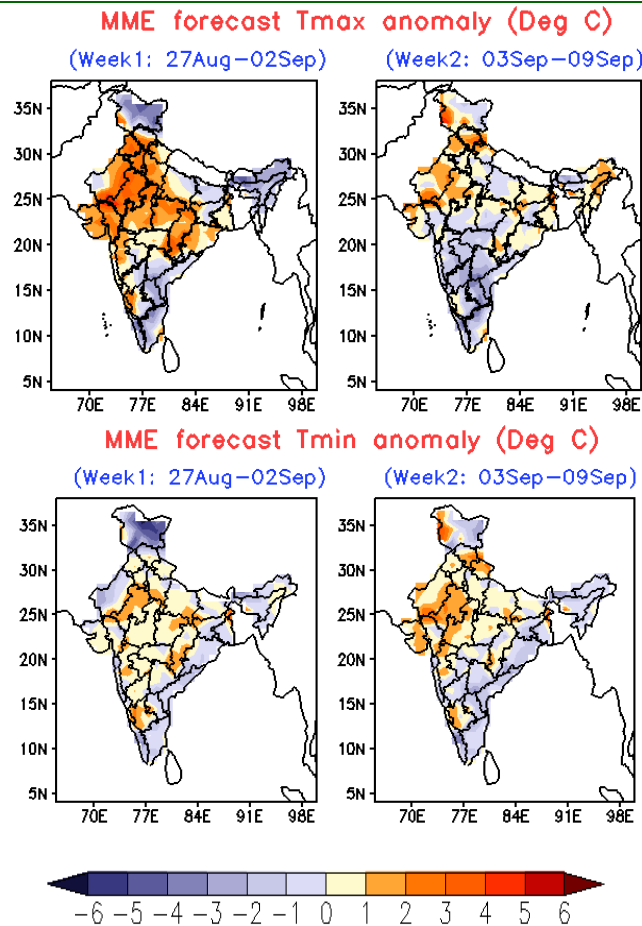 MME forecast Tmax anomaly (Deg C)
(Week1: 27Aug-02Sep) (Week2: 03Sep-09Sep)
35N 35N
30N 30N
25N 25N
20N 20N
15N 15N
10N 10N
5N 5N
70E 77E 84E 91E 98E 70E 77E 84E 91E 98E
MME forecast Tmin anomaly (Deg C)
(Week1: 27Aug-02Sep) (Week2: 03Sep-09Sep)
35N 35N
30N 30N
25N 25N
20N 20N
15N 15N
10N 10N
5N 5N
70E 77E 84E 91E 98E 70E 77E 84E 91E 98E
-6 -5 -4 -3 -2 -1 0 1 2 3 4 5 6